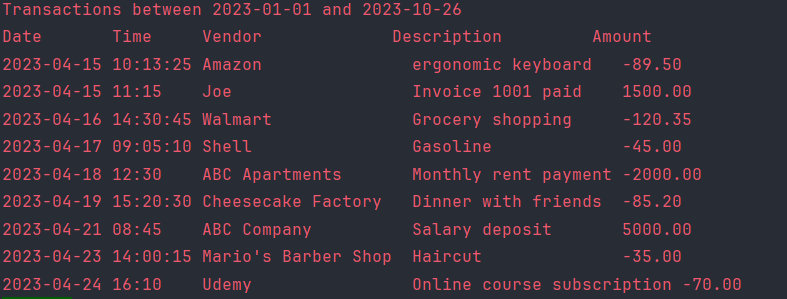 Transactions between 2023-01-01 and 2023-10-26
Date       Time     Vendor             Description         Amount
2023-04-15 10:13:25 Amazon               ergonomic keyboard   -89.50
2023-04-15 11:15    Joe                  Invoice 1001 paid    1500.00
2023-04-16 14:30:45 Walmart              Grocery shopping     -120.35
2023-04-17 09:05:10 Shell                Gasoline             -45.00
2023-04-18 12:30    ABC Apartments       Monthly rent payment -2000.00
2023-04-19 15:20:30 Cheesecake Factory   Dinner with friends  -85.20
2023-04-21 08:45    ABC Company          Salary deposit       5000.00
2023-04-23 14:00:15 Mario's Barber Shop  Haircut              -35.00
2023-04-24 16:10    Udemy                Online course subscription -70.00